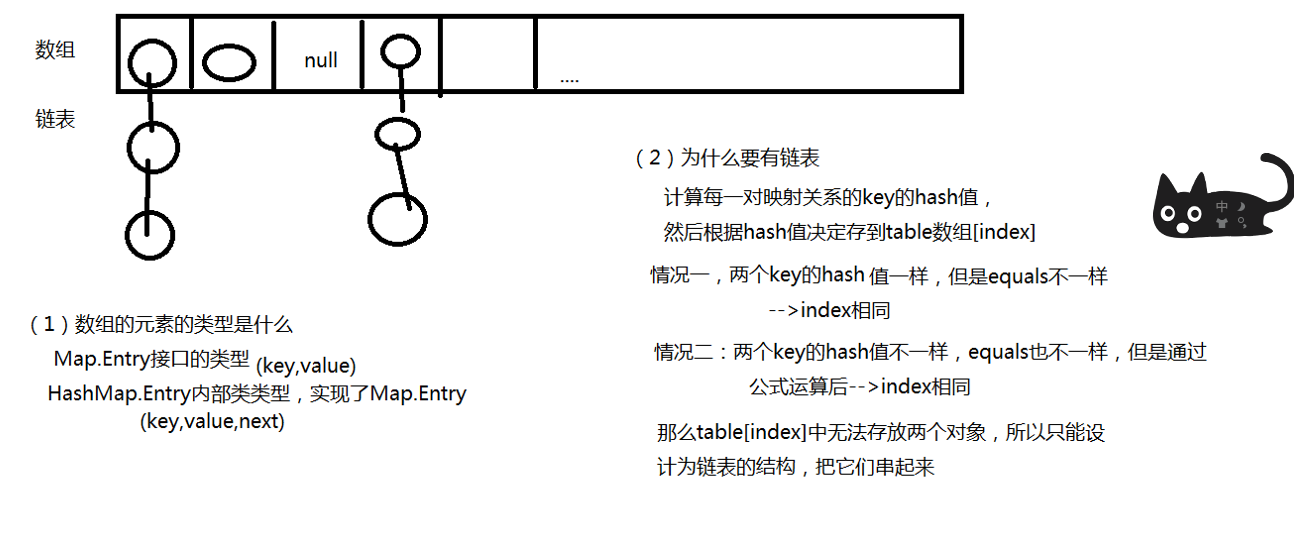 数组
null
....
链表
（1）数组的元素的类型是什么
Map.Entry接口的类型 (key,value)
HashMap.Entry内部类类型，实现了Map.Entry
(key,value,next)
（2）为什么要有链表
计算每一对映射关系的key的hash值，
然后根据hash值决定存到table数组[index]
情况一，两个key的hash 值一样，但是equals不一样
-->index相同
情况二：两个key的hash值不一样，equals也不一样，但是通过
公式运算后-->index相同
那么table[index]中无法存放两个对象，所以只能设
计为链表的结构，把它们串起来
中